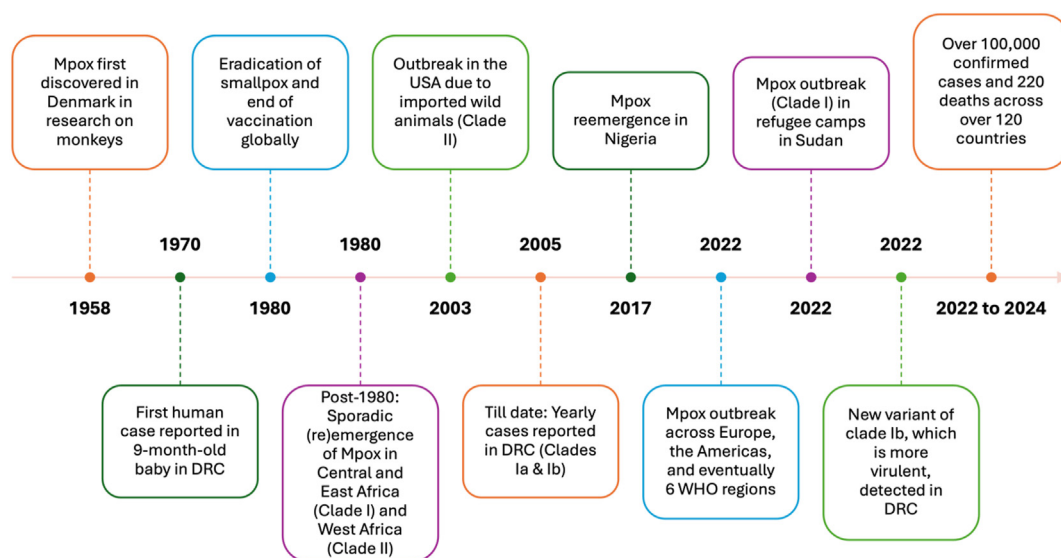 Mpox first
discovered in
Denmark in
research on
monkeys
Eradication of
smallpox and
end of
vaccination
globally
Outbreak in the
USA due to
imported wild
animals (Clade
II)
Mpox
reemergence in
Nigeria
Mpox outbreak
(Clade I) in
refugee camps
in Sudan
Over 100,000
confirmed
cases and 220
deaths across
over 120
countries
1970
1980
2005
2022
2022
1958
1980
2003
2017
2022
2022 to 2024
First human
case reported in
9-month-old
baby in DRC
Post-1980:
Sporadic
(re)emergence
of Mpox in
Central and
East Africa
(Clade I) and
West Africa
(Clade II)
Till date: Yearly
cases reported
in DRC (Clades
Ia & Ib)
Mpox outbreak
across Europe,
the Americas,
and eventually
6 WHO regions
New variant of
clade Ib, which
is more
virulent,
detected in
DRC